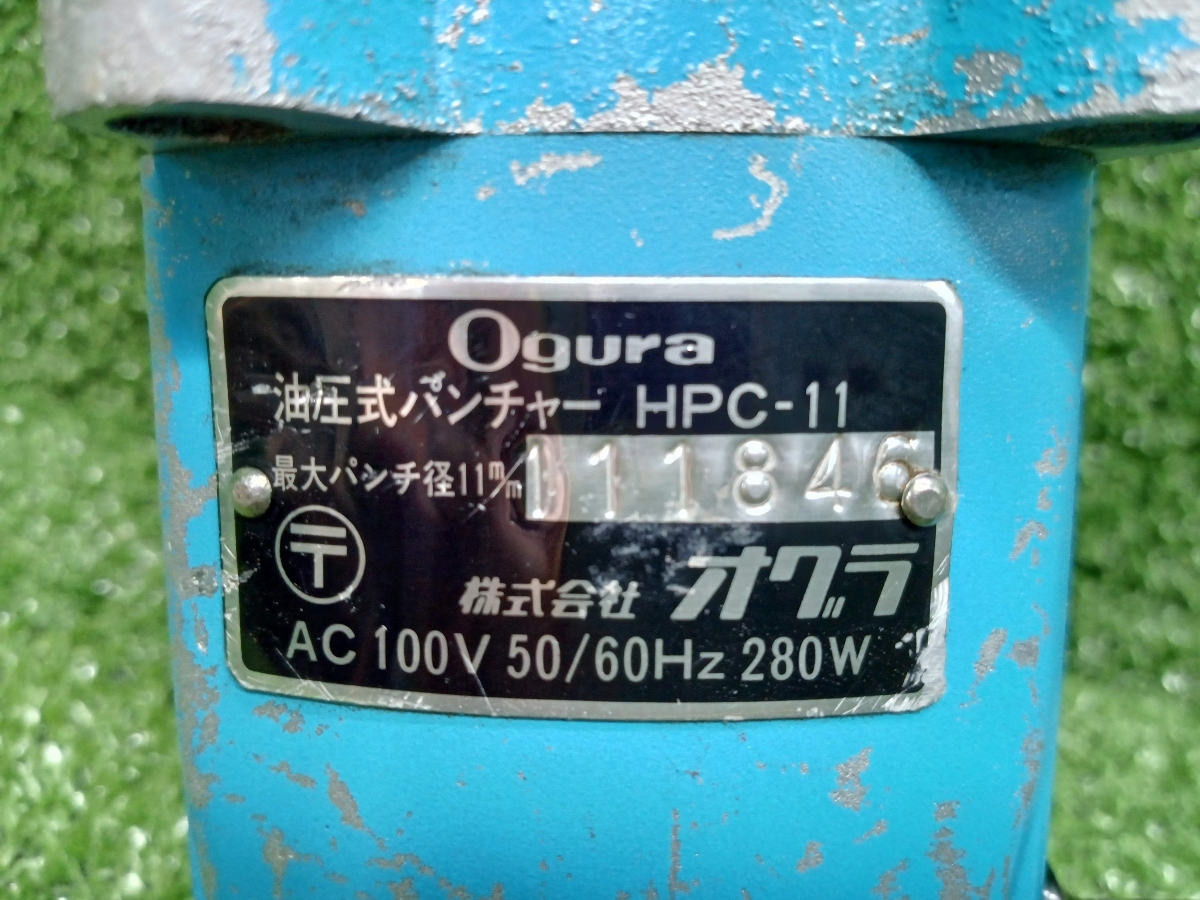 Ogura
油圧式パンチャー HPC-11
最大パンチ径11m/m 111846
〒
株式会社 オグラ
AC 100V 50/60Hz 280W